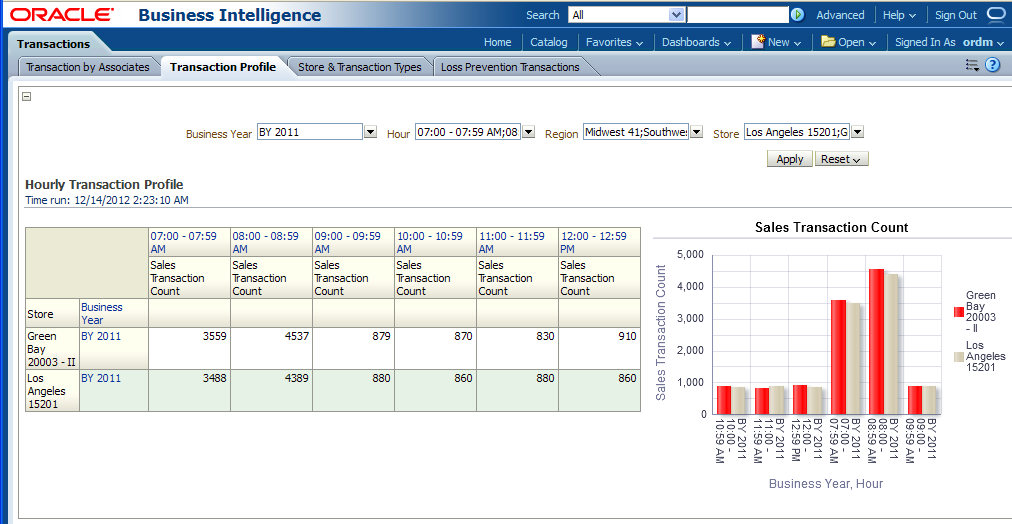 ORACLE® Business Intelligence
Search All Advanced Help Sign Out
Transactions
Home Catalog Favorites Dashboards New Open Signed In As ordm
Transaction by Associates Transaction Profile Store & Transaction Types Loss Prevention Transactions
Business Year BY 2011 Hour 07:00 - 07:59 AM;08 Region Midwest 41;Southwe Store Los Angeles 15201;G
Apply Reset
Hourly Transaction Profile
Time run: 12/14/2012 2:23:10 AM
07:00 - 07:59 AM 08:00 - 08:59 AM 09:00 - 09:59 AM 10:00 - 10:59 AM 11:00 - 11:59 AM 12:00 - 12:59 PM
Sales Transaction Count Sales Transaction Count Sales Transaction Count Sales Transaction Count Sales Transaction Count Sales Transaction Count
Store Business Year
Green Bay 20003 - II BY 2011 3559 4537 879 870 830 910
Los Angeles 15201 BY 2011 3488 4389 880 860 880 860
Sales Transaction Count
Sales Transaction Count
5,000
4,000
3,000
2,000
1,000
0
BY 2011 10:00 - 10:59 AM
BY 2011 11:00 - 11:59 AM
BY 2011 12:00 - 12:59 PM
BY 2011 07:00 - 07:59 AM
BY 2011 08:00 - 08:59 AM
BY 2011 09:00 - 09:59 AM
Business Year, Hour
Green Bay 20003 - II
Los Angeles 15201